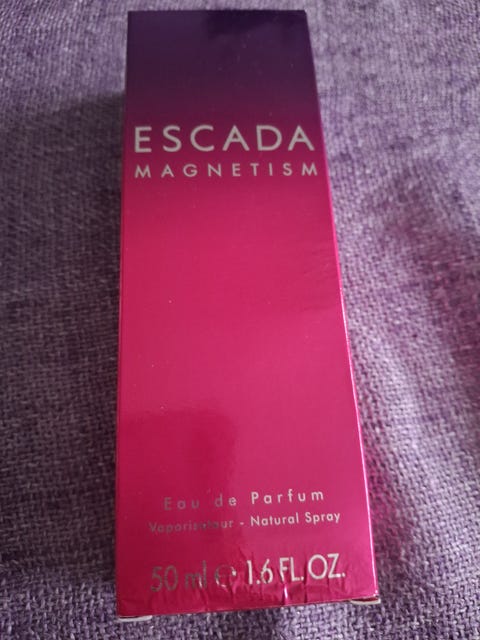 ESCADA
MAGNETISM
Eau de Parfum
Vaporisateur - Natural Spray
50 ml e 1.6 FL. OZ.